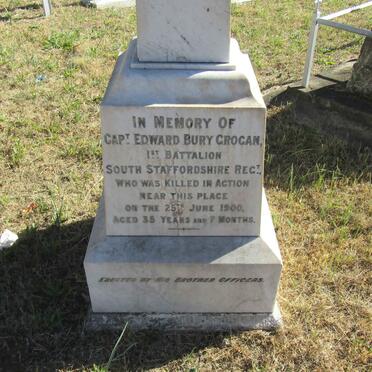 IN MEMORY OF
CAPT EDWARD BURY GROGAN,
1ST BATTALION
SOUTH STAFFORDSHIRE REGT,
WHO WAS KILLED IN ACTION
NEAR THIS PLACE
ON THE 25TH JUNE 1900,
AGED 35 YEARS AND 7 MONTHS.
ERECTED BY HIS BROTHER OFFICERS.